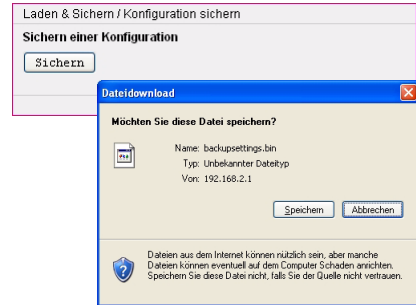 Laden & Sichern / Konfiguration sichern
Sichern einer Konfiguration
Sichern
Dateidownload
Möchten Sie diese Datei speichern?
Name: backupsettings.bin
Typ: Unbekannter Dateityp
Von: 192.168.2.1
Speichern Abbrechen
Dateien aus dem Internet können nützlich sein, aber manche
Dateien können eventuell auf dem Computer Schaden anrichten.
Speichern Sie diese Datei nicht, falls Sie der Quelle nicht vertrauen.